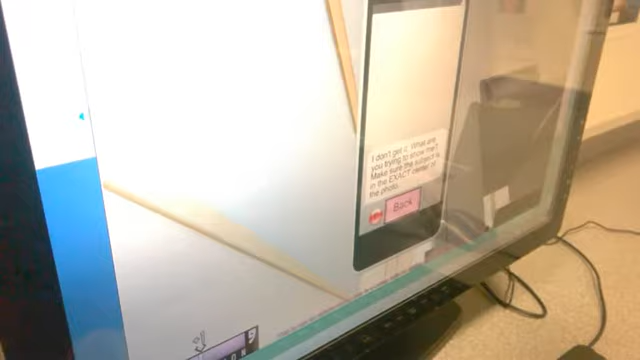 I don't get it. What are
you trying to show me?
Make sure the subject is
in the EXACT center of
the photo.
Back